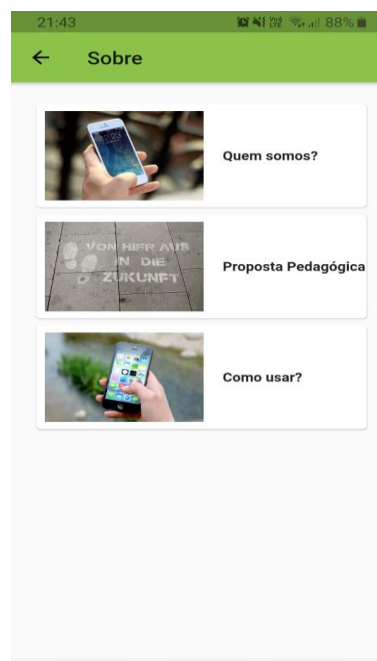 21:43 88%
Sobre
Quem somos?
VON HIER AUS
IN DIE
ZUKUNFT
Proposta Pedagógica
Como usar?